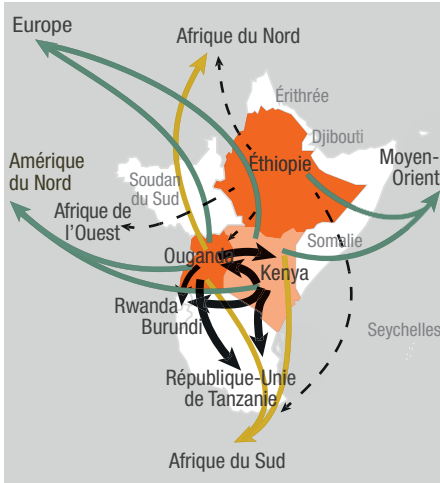 Europe
Afrique du Nord
Érithrée
Djibouti
Amérique
du Nord
Éthiopie
Moyen-
Orient
Soudan
du Sud
Afrique de
l’Ouest
Somalie
Ouganda
Kenya
Rwanda
Burundi
Seychelles
République-Unie
de Tanzanie
Afrique du Sud